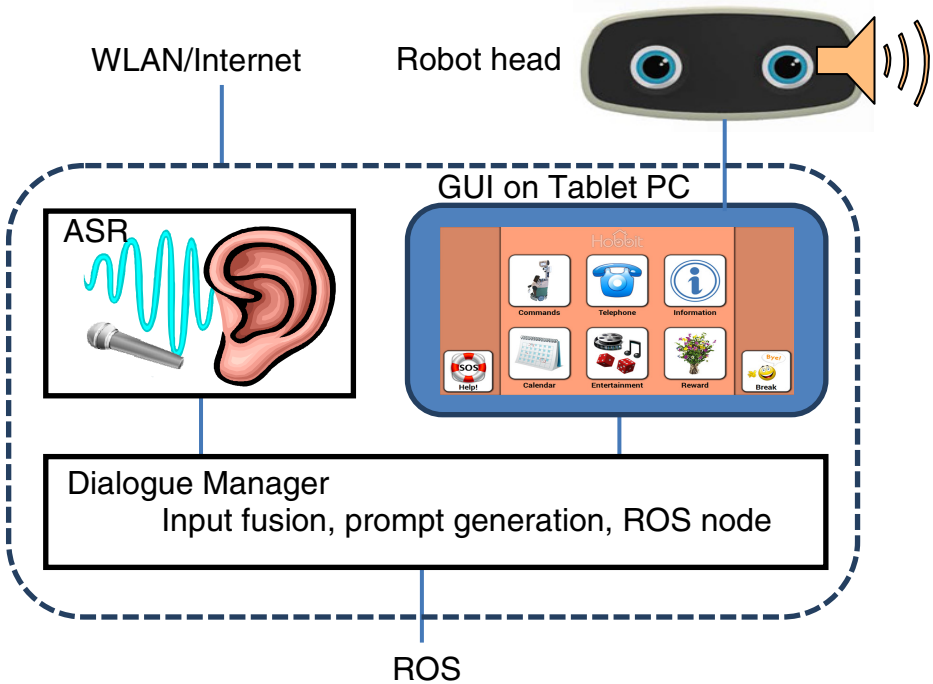 WLAN/Internet
Robot head
GUI on Tablet PC
ASR
Hobbit
Commands
Telephone
Information
SOS
Help!
Calendar
Entertainment
Reward
Bye!
Break
Dialogue Manager
Input fusion, prompt generation, ROS node
ROS